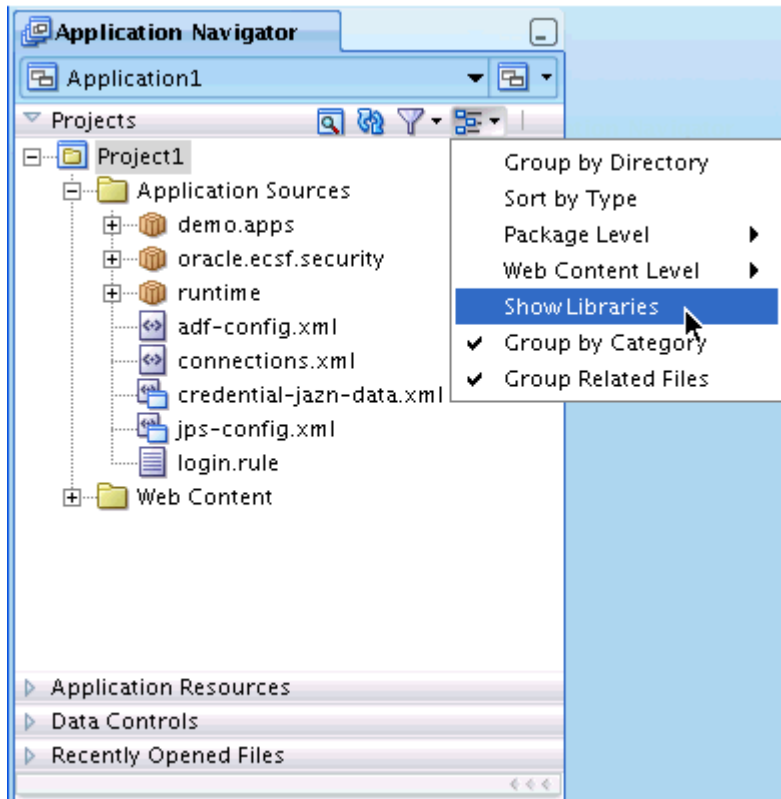 Application Navigator
Application1
Projects
Project1
Application Sources
demo.apps
oracle.ecsf.security
runtime
adf-config.xml
connections.xml
credential-jazn-data.xml
jps-config.xml
login.rule
Web Content
Group by Directory
Sort by Type
Package Level
Web Content Level
Show Libraries
Group by Category
Group Related Files
Application Resources
Data Controls
Recently Opened Files